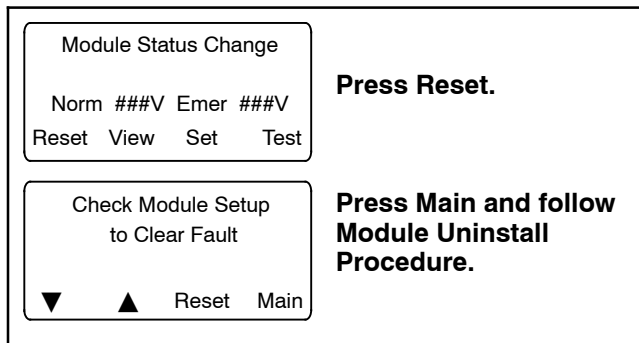 Module Status Change
Norm ###V Emer ###V
Reset View Set Test
Press Reset.
Check Module Setup
to Clear Fault
▼ ▲ Reset Main
Press Main and follow
Module Uninstall
Procedure.